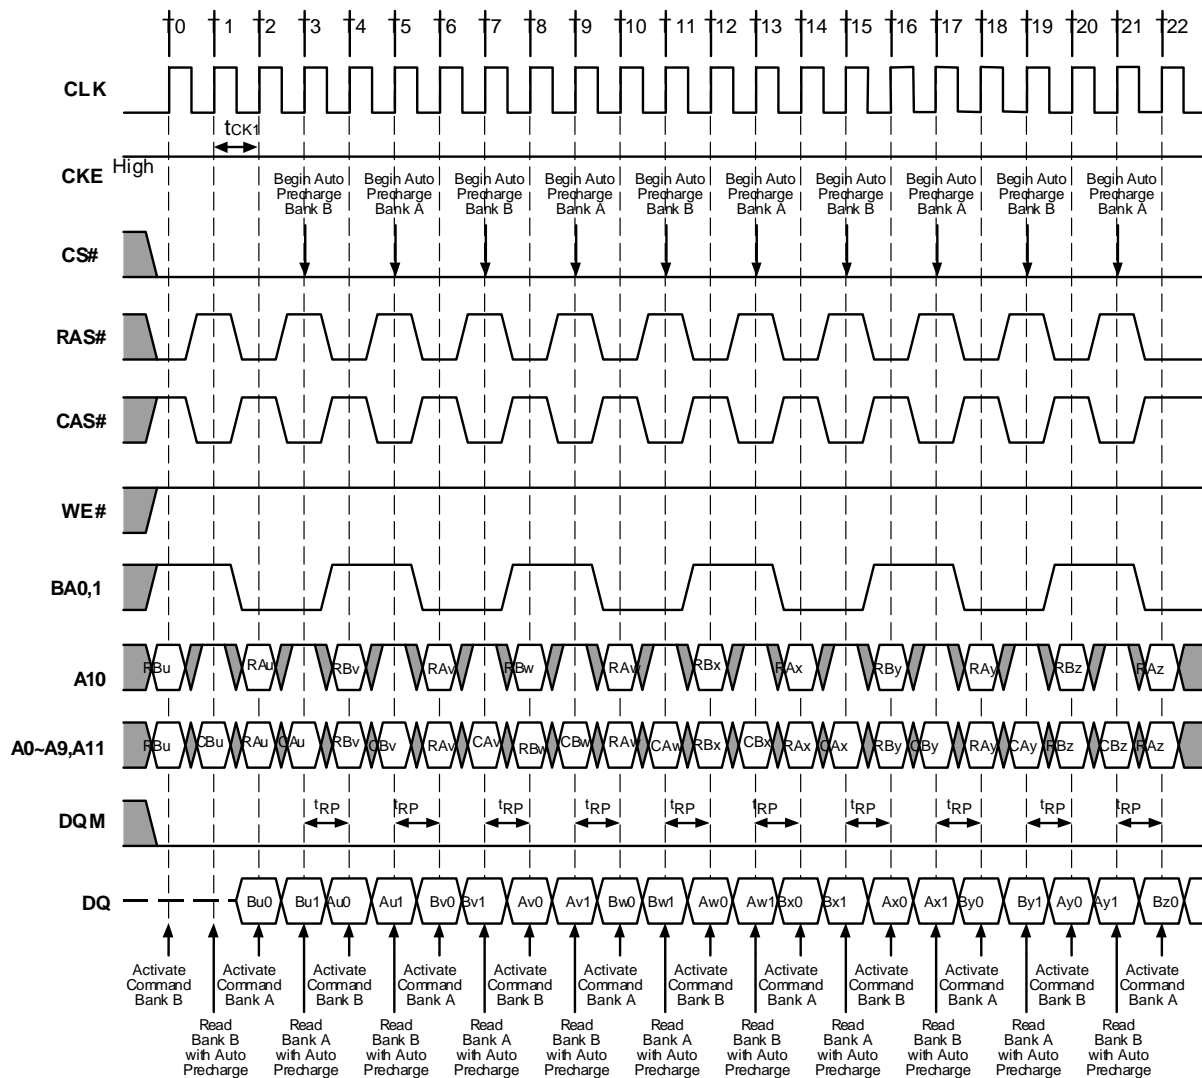 T0 T1 T2 T3 T4 T5 T6 T7 T8 T9 T10 T11 T12 T13 T14 T15 T16 T17 T18 T19 T20 T21 T22
CLK
tCK1
High
CKE
Begin Auto Begin Auto Begin Auto Begin Auto Begin Auto Begin Auto Begin Auto Begin Auto Begin Auto Begin Auto
Precharge Precharge Precharge Precharge Precharge Precharge Precharge Precharge Precharge Precharge
Bank B Bank A Bank B Bank A Bank B Bank A Bank B Bank A Bank B Bank A
CS#
RAS#
CAS#
WE#
BA0,1
A10 RBu RAu RBv RAv RBw RAw RBx RAx RBy RAy RBz RAz
A0~A9,A11 RBu CBu RAu CAu RBv CBv RAv CAv RBw CBw RAw CAw RBx CBx RAx CAx RBy CBy RAy CAy RBz CBz RAz
DQM tRP tRP tRP tRP tRP tRP tRP tRP tRP tRP
DQ Bu0 Bu1 Au0 Au1 Bv0 Bv1 Av0 Av1 Bw0 Bw1 Aw0 Aw1 Bx0 Bx1 Ax0 Ax1 By0 By1 Ay0 Ay1 Bz0
Activate Activate Activate Activate Activate Activate Activate Activate Activate Activate Activate Activate
Command Command Command Command Command Command Command Command Command Command Command Command
Bank B Bank A Bank B Bank A Bank B Bank A Bank B Bank A Bank B Bank A Bank B Bank A
Read Read Read Read Read Read Read Read Read Read Read
Bank B Bank A Bank B Bank A Bank B Bank A Bank B Bank A Bank B Bank A Bank B
with Auto with Auto with Auto with Auto with Auto with Auto with Auto with Auto with Auto with Auto with Auto
Precharge Precharge Precharge Precharge Precharge Precharge Precharge Precharge Precharge Precharge Precharge